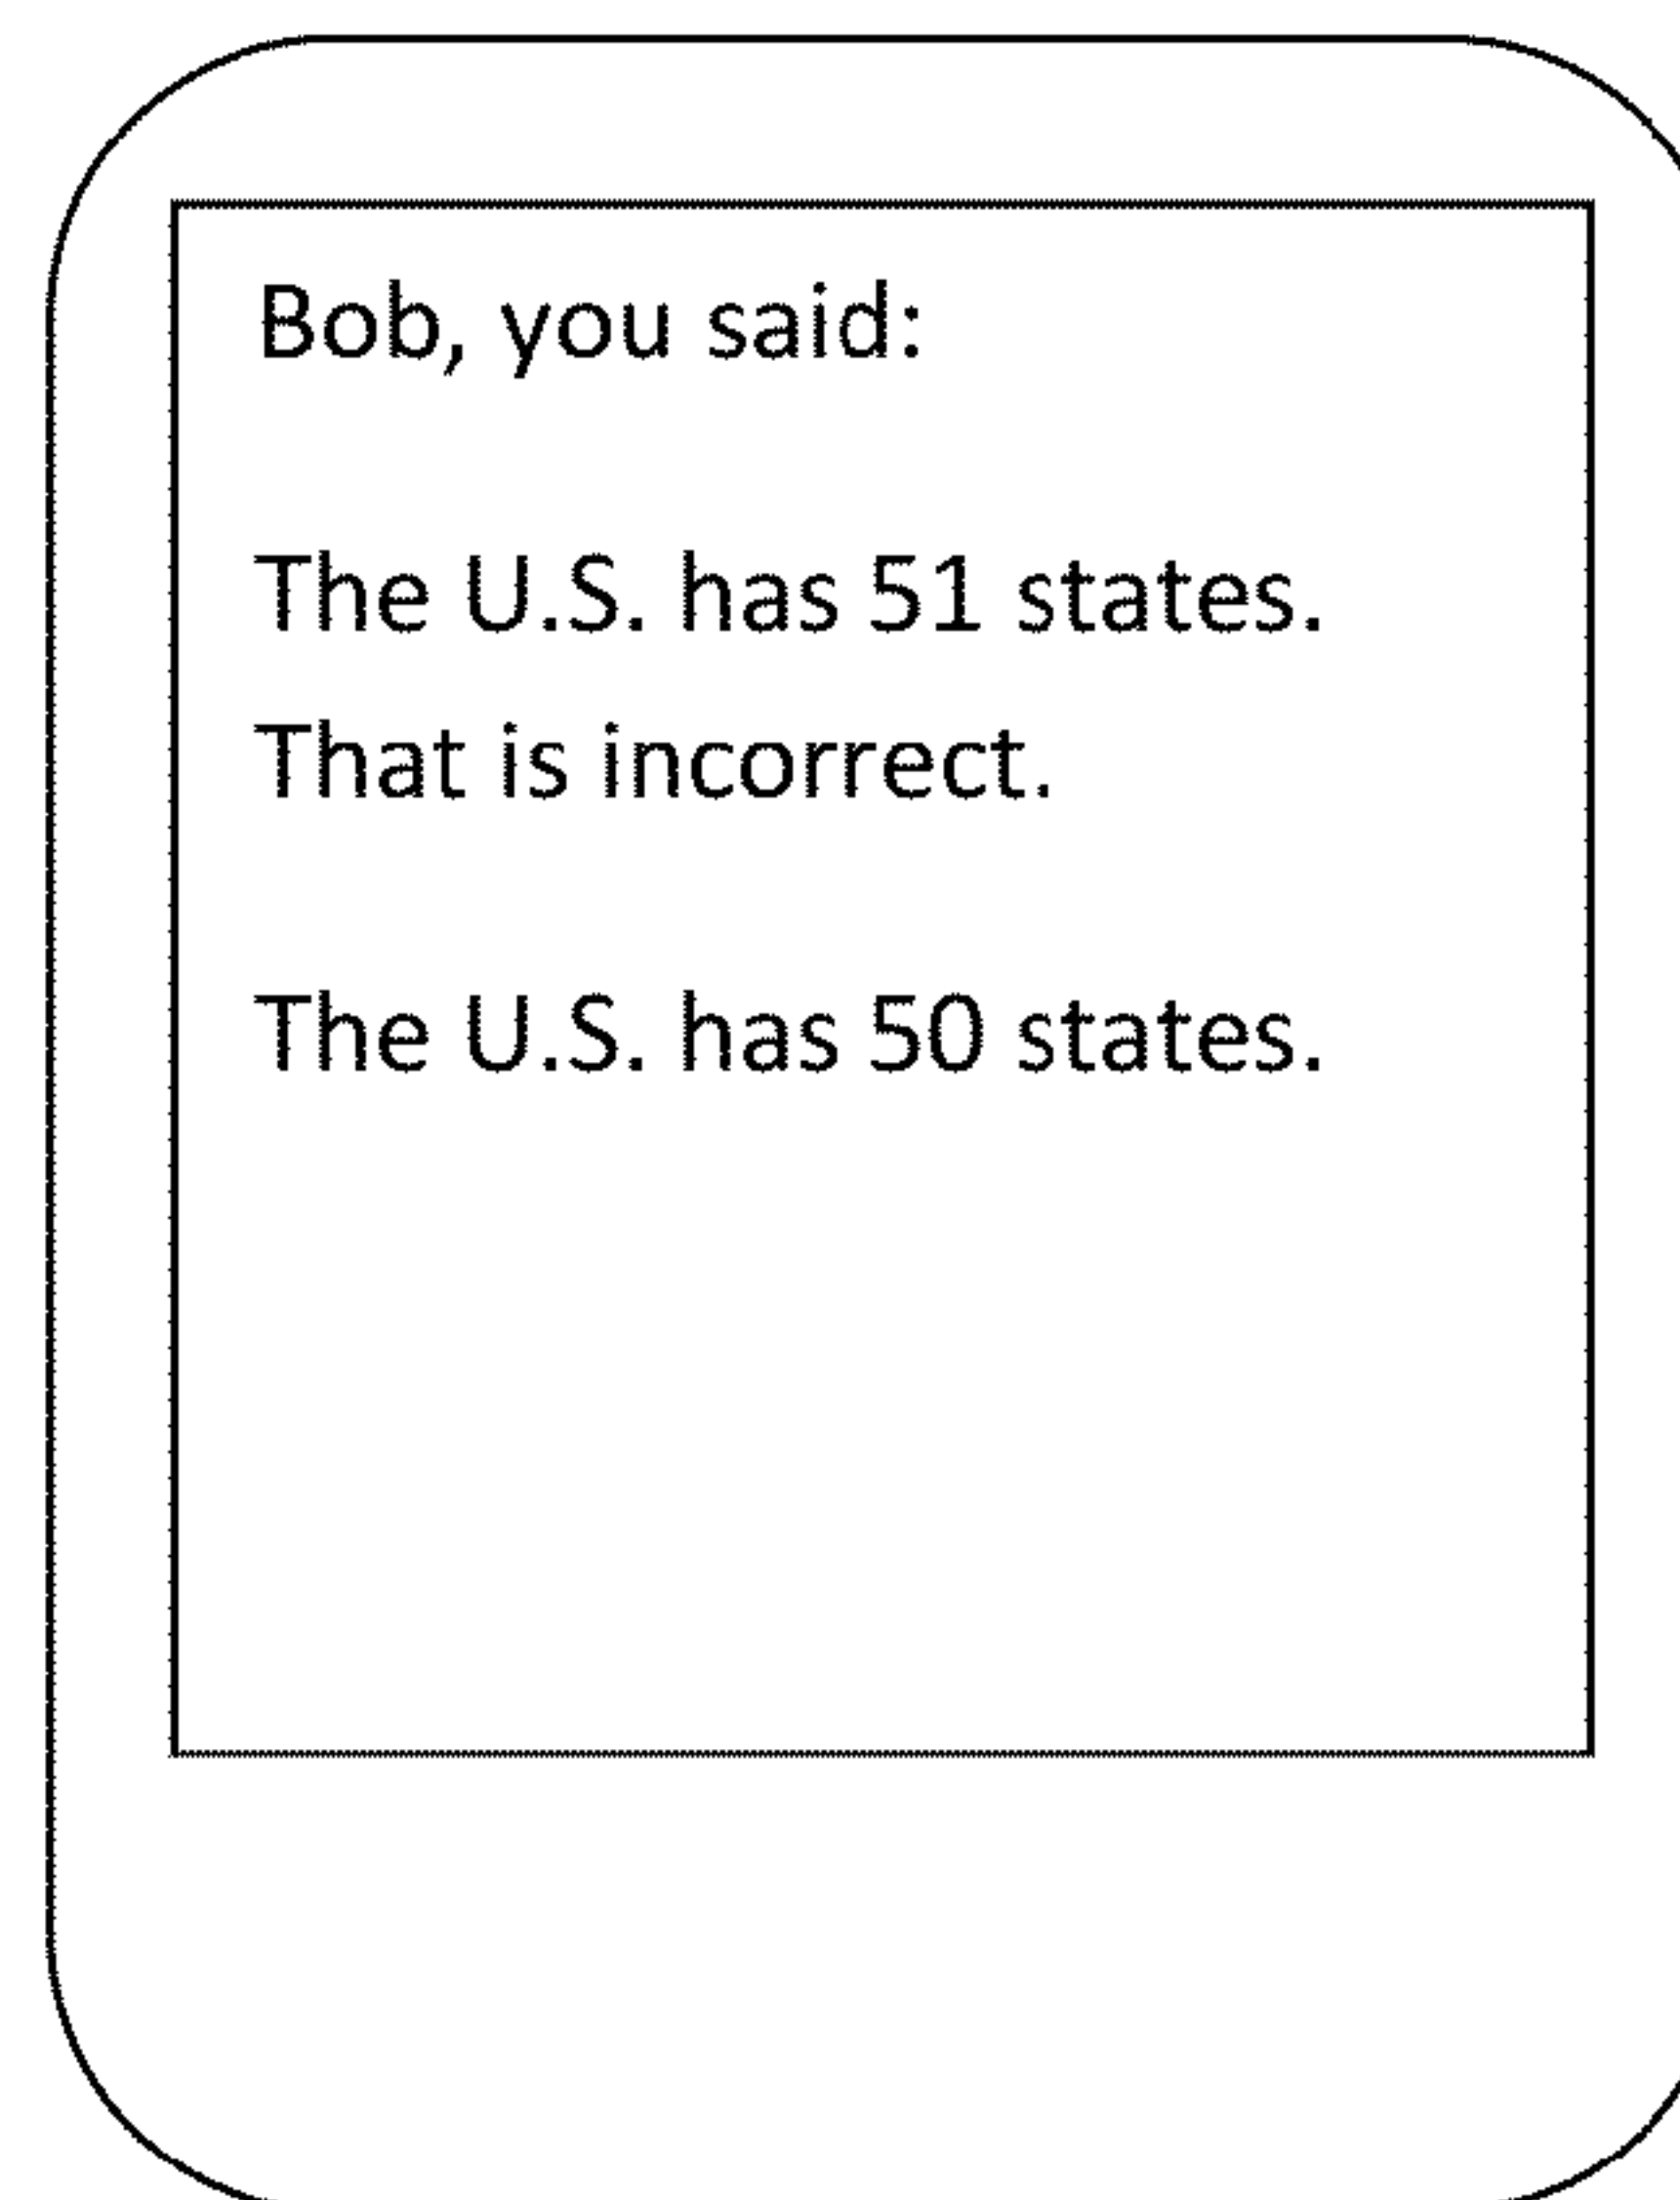 Bob, you said:
The U.S. has 51 states.
That is incorrect.
The U.S. has 50 states.